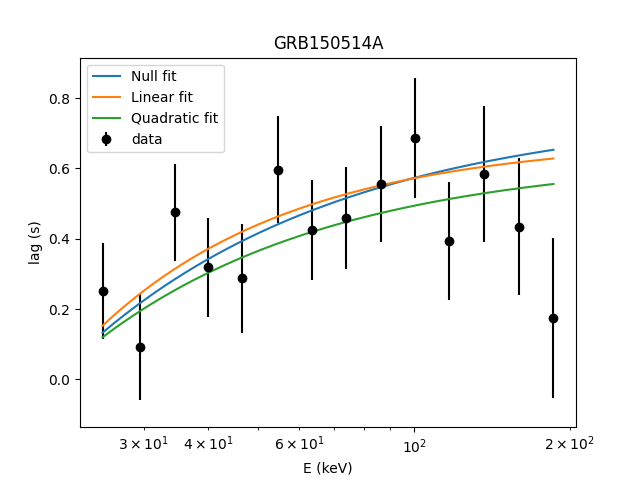 GRB150514A
Null fit
Linear fit
Quadratic fit
data
lag (s)
0.8
0.6
0.4
0.2
0.0
3 × 10¹
4 × 10¹
6 × 10¹
10²
2 × 10²
E (keV)